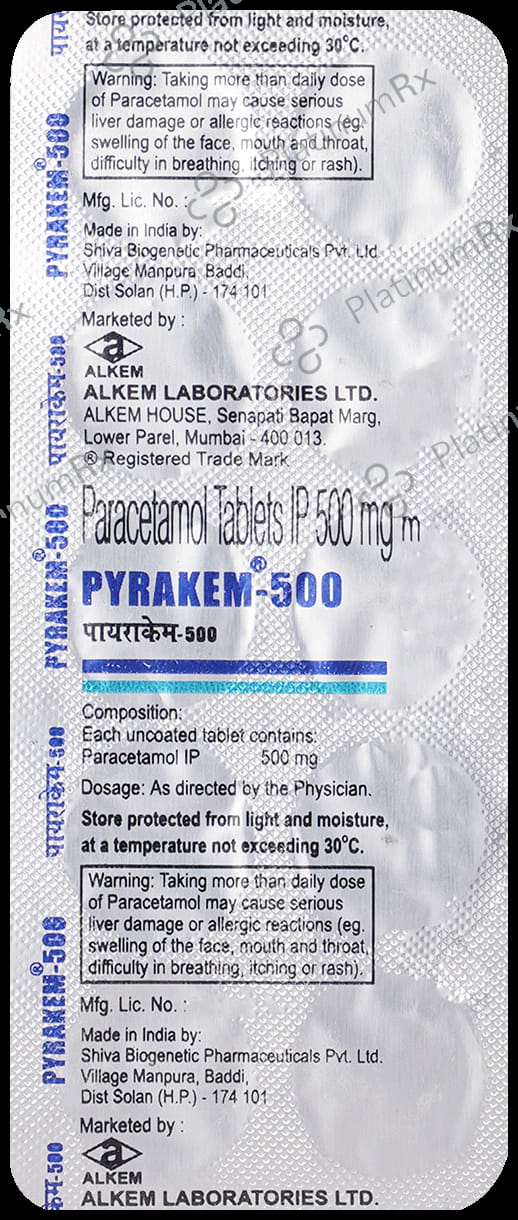 Store protected from light and moisture,
at a temperature not exceeding 30°C.
Warning: Taking more than daily dose
of Paracetamol may cause serious
liver damage or allergic reactions (eg.
swelling of the face, mouth and throat,
difficulty in breathing, itching or rash).
Mfg. Lic. No. :
Made in India by:
Shiva Biogenetic Pharmaceuticals Pvt. Ltd.
Village Manpura, Baddi,
Dist Solan (H.P.) - 174 101
Marketed by :
a
ALKEM
ALKEM LABORATORIES LTD.
ALKEM HOUSE, Senapati Bapat Marg,
Lower Parel, Mumbai - 400 013.
® Registered Trade Mark
Paracetamol Tablets IP 500 mg m
PYRAKEM®-500
पायराकेम-500
Composition:
Each uncoated tablet contains:
Paracetamol IP 500 mg
Dosage: As directed by the Physician.
Store protected from light and moisture,
at a temperature not exceeding 30°C.
Warning: Taking more than daily dose
of Paracetamol may cause serious
liver damage or allergic reactions (eg.
swelling of the face, mouth and throat,
difficulty in breathing, itching or rash).
Mfg. Lic. No. :
Made in India by:
Shiva Biogenetic Pharmaceuticals Pvt. Ltd.
Village Manpura, Baddi,
Dist Solan (H.P.) - 174 101
Marketed by :
a
ALKEM
ALKEM LABORATORIES LTD.
PYRAKEM®-500
पायराकेम-500
PYRAKEM®-500
पायराकेम-500
PYRAKEM®-500
PlatinumRx
PlatinumRx